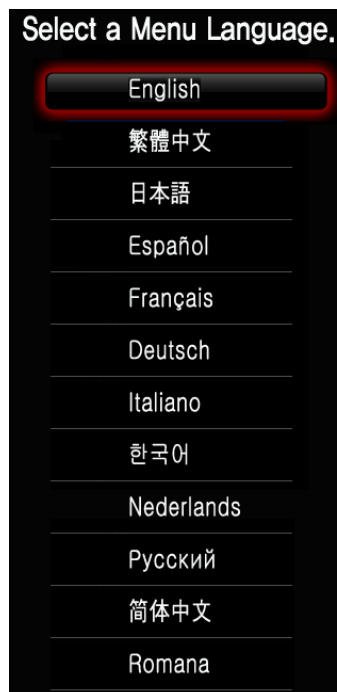 Select a Menu Language.
English
繁體中文
日本語
Español
Français
Deutsch
Italiano
한국어
Nederlands
Русский
简体中文
Romana